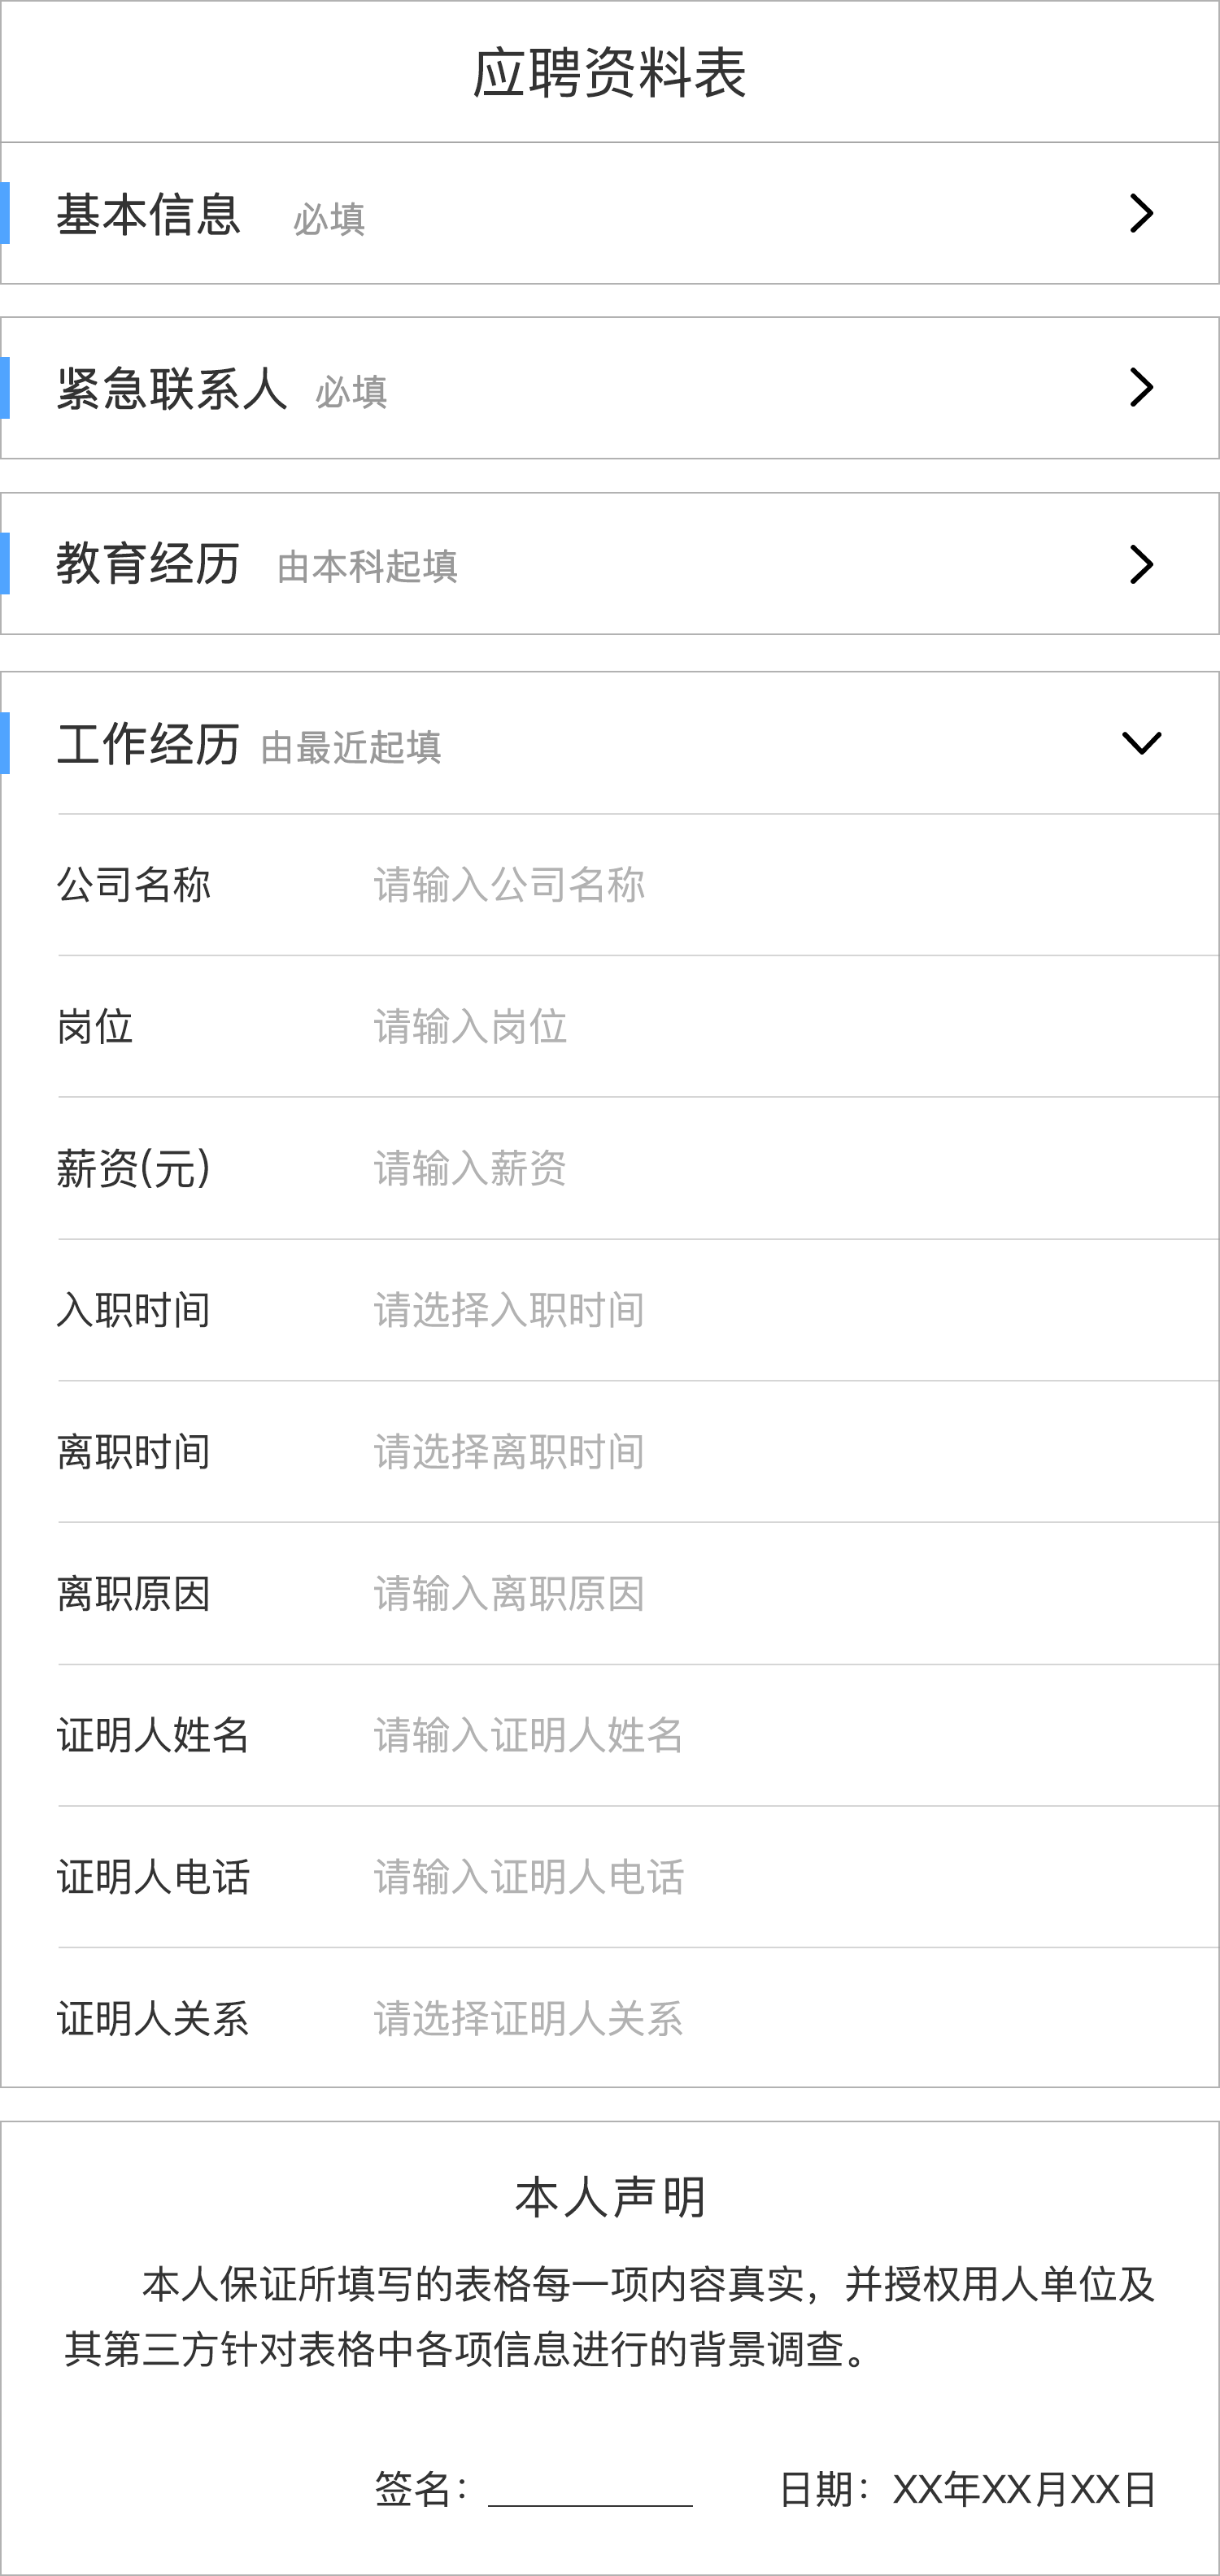 应聘资料表
基本信息 必填
紧急联系人 必填
教育经历 由本科起填
工作经历 由最近起填
公司名称 请输入公司名称
岗位 请输入岗位
薪资(元) 请输入薪资
入职时间 请选择入职时间
离职时间 请选择离职时间
离职原因 请输入离职原因
证明人姓名 请输入证明人姓名
证明人电话 请输入证明人电话
证明人关系 请选择证明人关系
本人声明
本人保证所填写的表格每一项内容真实，并授权用人单位及
其第三方针对表格中各项信息进行的背景调查。
签名：__________ 日期：XX年XX月XX日